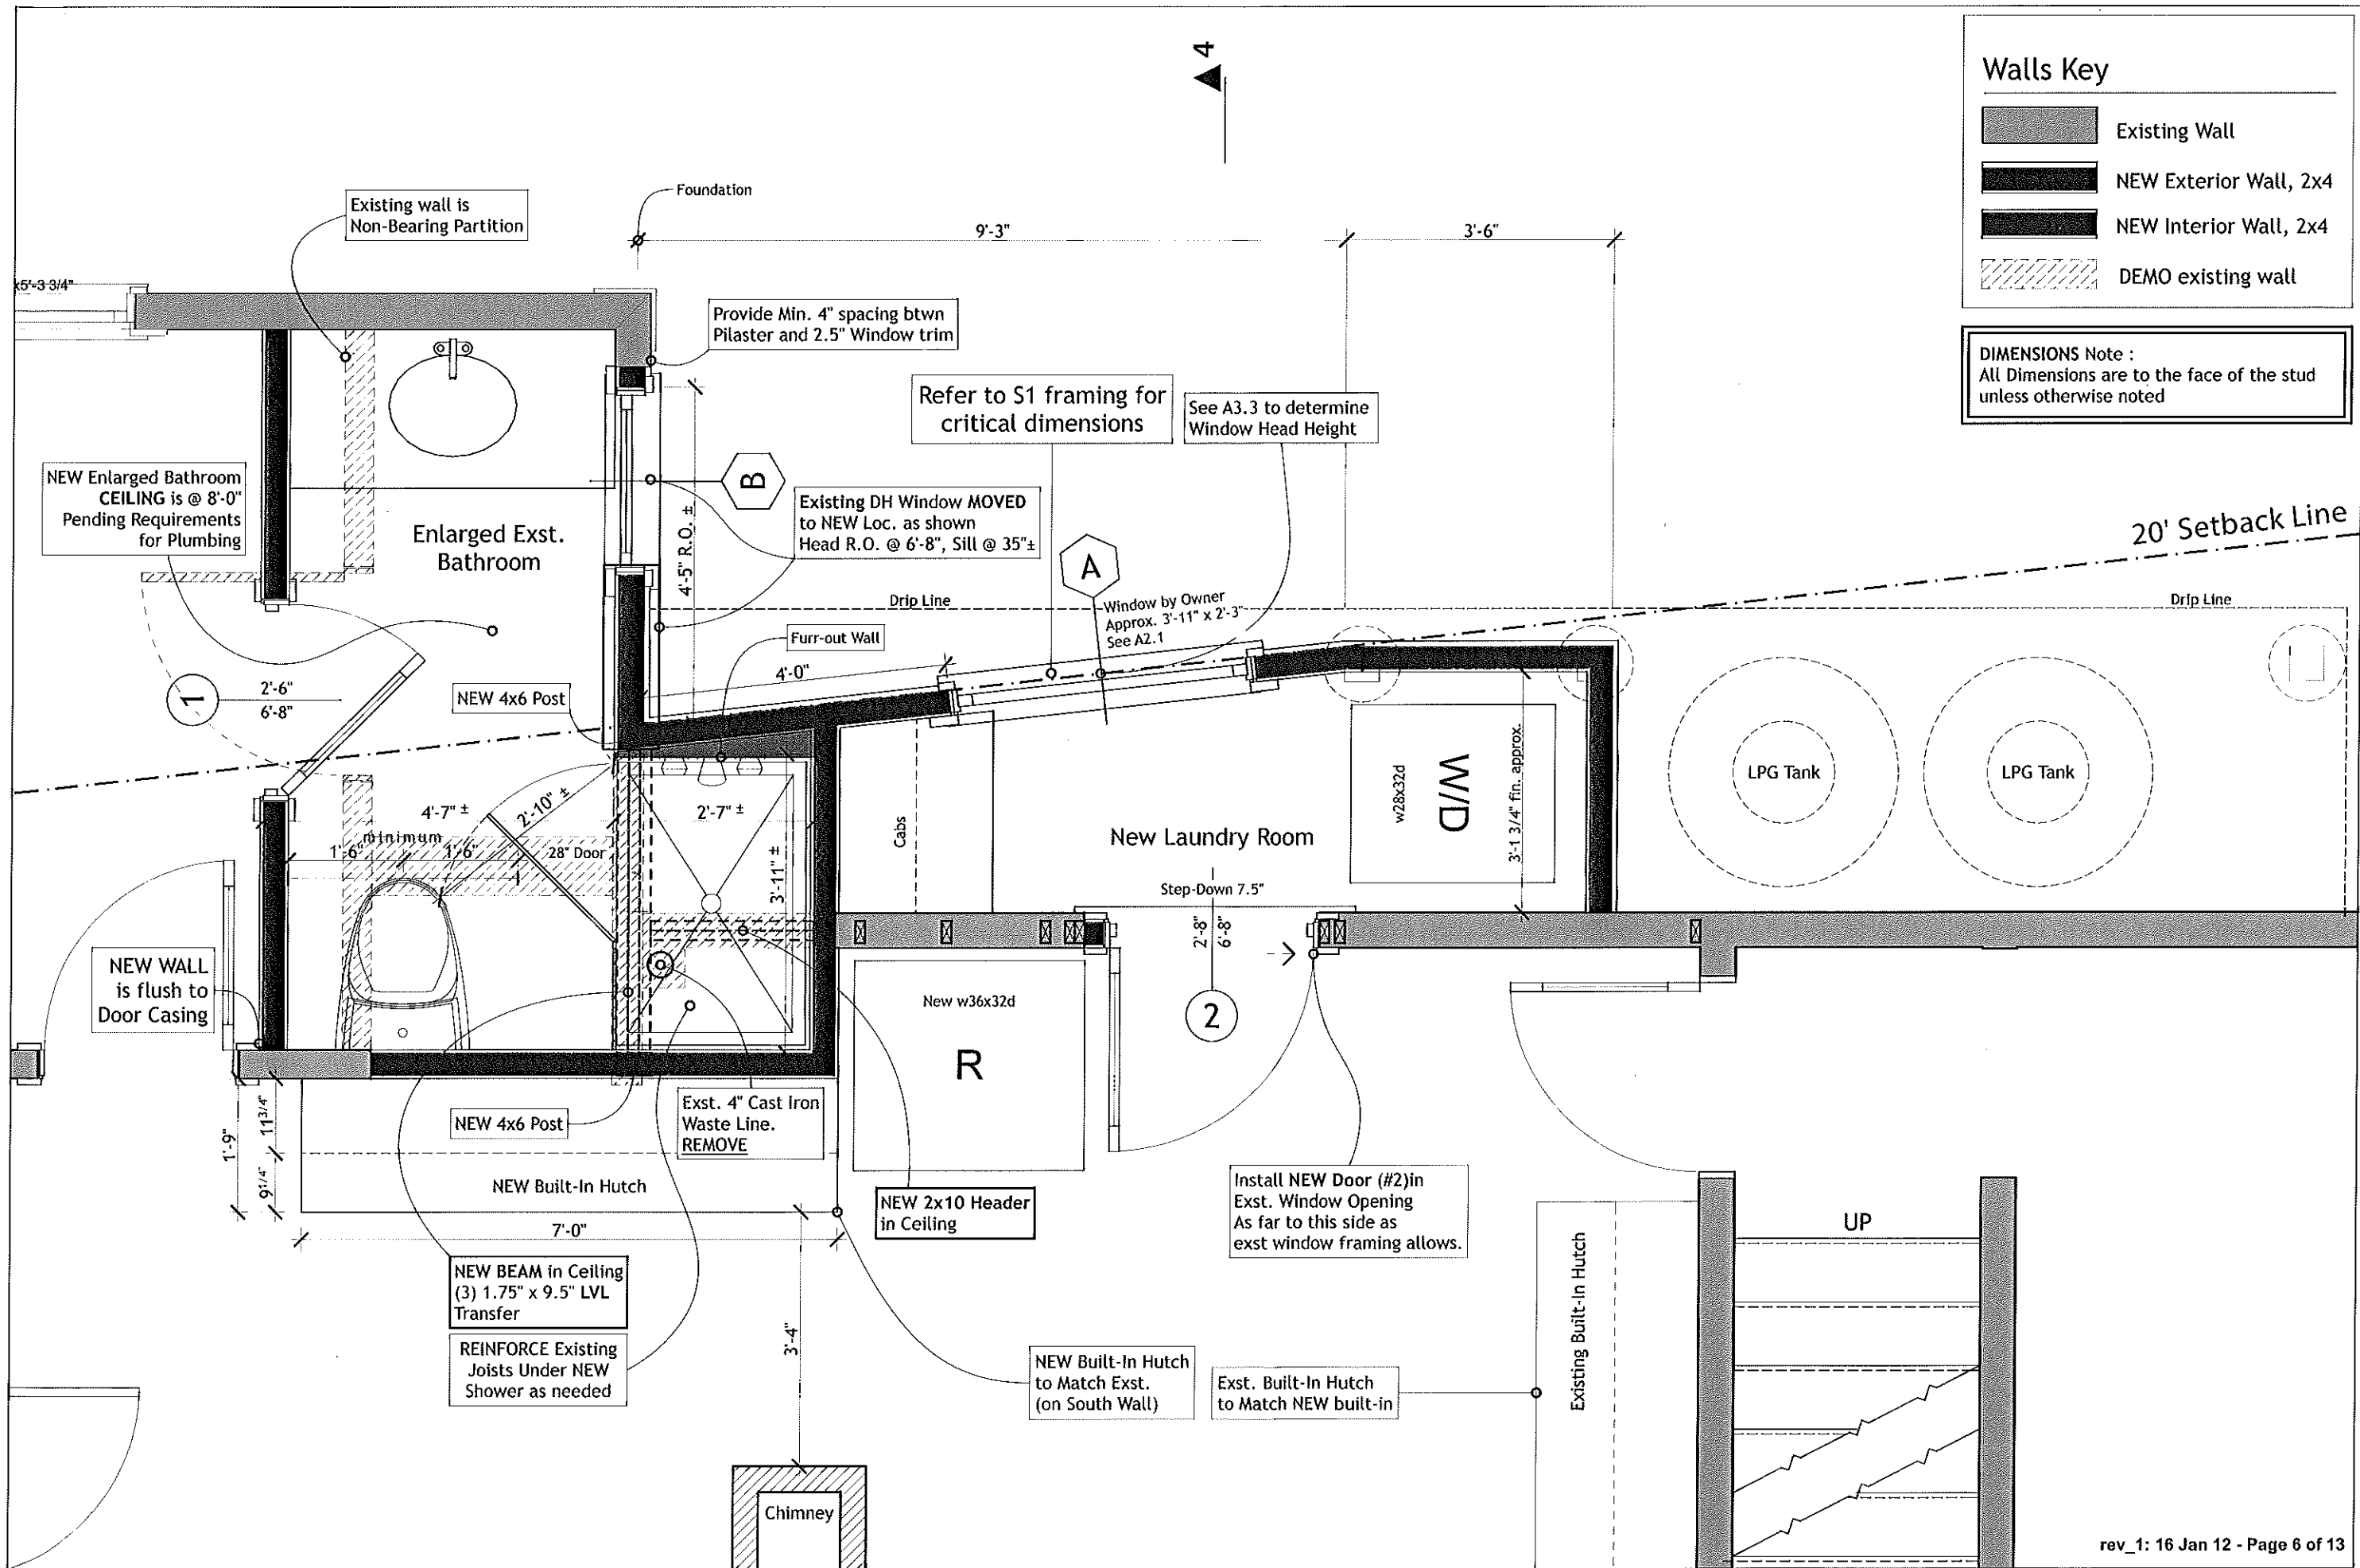 4
Walls Key
Existing Wall
NEW Exterior Wall, 2x4
NEW Interior Wall, 2x4
DEMO existing wall
DIMENSIONS Note :
All Dimensions are to the face of the stud
unless otherwise noted
Foundation
Existing wall is
Non-Bearing Partition
9'-3"
3'-6"
x5'-3 3/4"
Provide Min. 4" spacing btwn
Pilaster and 2.5" Window trim
Refer to S1 framing for
critical dimensions
See A3.3 to determine
Window Head Height
NEW Enlarged Bathroom
CEILING is @ 8'-0"
Pending Requirements
for Plumbing
Enlarged Exst.
Bathroom
B
4'-5" R.O. ±
Existing DH Window MOVED
to NEW Loc. as shown
Head R.O. @ 6'-8", Sill @ 35"±
A
20' Setback Line
Drip Line
Window by Owner
Approx. 3'-11" x 2'-3"
See A2.1
Drip Line
Furr-out Wall
4'-0"
1
2'-6"
6'-8"
NEW 4x6 Post
w28x32d
W/D
3'-1 3/4" fin. approx.
LPG Tank
LPG Tank
4'-7" ±
2'-10" ±
2'-7" ±
minimum
1'-6"
1'-6"
28" Door
3'-11" ±
Cabs
New Laundry Room
Step-Down 7.5"
2'-8"
6'-8"
NEW WALL
is flush to
Door Casing
New w36x32d
R
2
1'-9"
11 3/4"
9 1/4"
NEW 4x6 Post
Exst. 4" Cast Iron
Waste Line.
REMOVE
NEW Built-In Hutch
NEW 2x10 Header
in Ceiling
Install NEW Door (#2)in
Exst. Window Opening
As far to this side as
exst window framing allows.
7'-0"
UP
NEW BEAM in Ceiling
(3) 1.75" x 9.5" LVL
Transfer
REINFORCE Existing
Joists Under NEW
Shower as needed
3'-4"
NEW Built-In Hutch
to Match Exst.
(on South Wall)
Exst. Built-In Hutch
to Match NEW built-in
Existing Built-In Hutch
Chimney
rev_1: 16 Jan 12 - Page 6 of 13